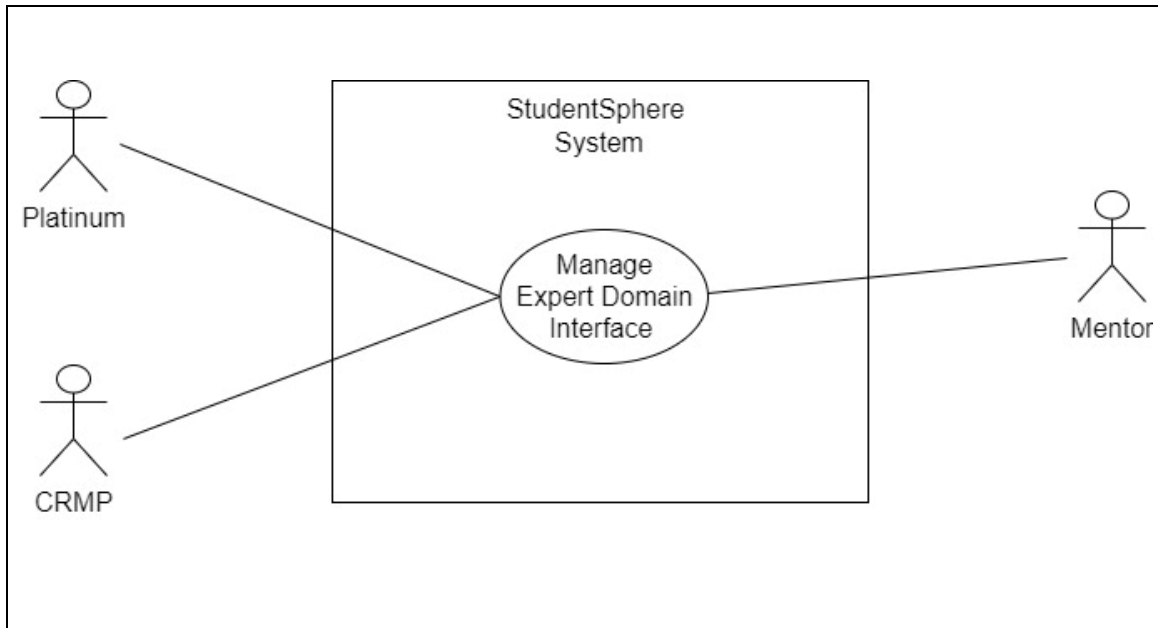 StudentSphere
System
Platinum
Manage
Expert Domain
Interface
Mentor
CRMP